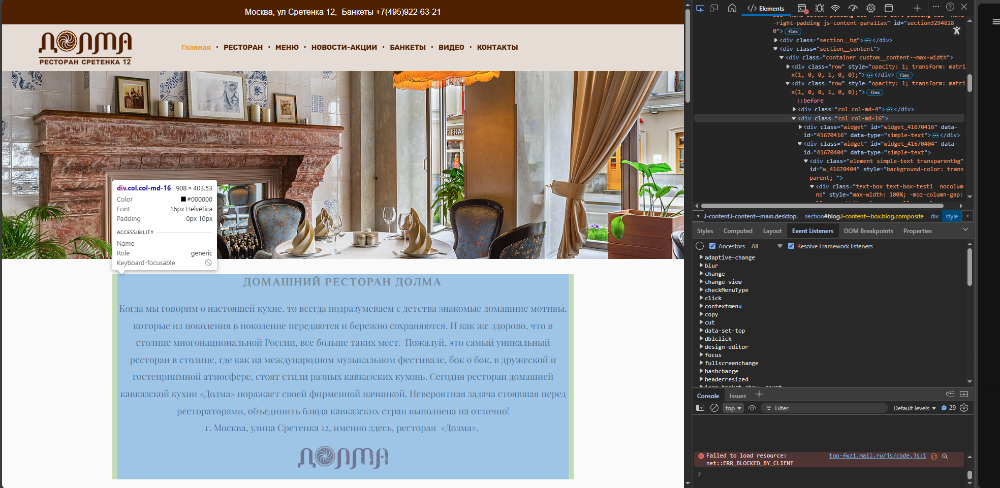 Москва, ул Сретенка 12,  Банкеты +7(495)922-63-21
ДОЛМА
РЕСТОРАН СРЕТЕНКА 12
Главная • РЕСТОРАН • МЕНЮ • НОВОСТИ-АКЦИИ • БАНКЕТЫ • ВИДЕО • КОНТАКТЫ
div.col.col-md-16 908 × 403.53
Color #000000
Font 16px Helvetica
Padding 0px 10px
ACCESSIBILITY
Name
Role generic
Keyboard-focusable
ДОМАШНИЙ РЕСТОРАН ДОЛМА
Когда мы говорим о настоящей кухне, то всегда подразумеваем с детства знакомые домашние мотивы,
которые из поколения в поколение передаются и бережно сохраняются. И как же здорово, что в
столице многонациональной России, все больше таких мест.  Пожалуй, это самый уникальный
ресторан в столице, где как на международном музыкальном фестивале, бок о бок, в дружеской и
гостеприимной атмосфере, стоят стили разных кавказских кухонь. Сегодня ресторан домашней
кавказской кухни «Долма» поражает своей фирменной начинкой. Невероятная задача стоявшая перед
рестораторами, объединить блюда кавказских стран выполнена на отлично!
г. Москва, улица Сретенка 12, именно здесь, ресторан  «Долма».
ДОЛМА
Elements
-right-padding js-content-parallax" id="section3294818
0"> flex
<div class="section__bg">…</div>
<div class="section__content">
<div class="container custom__content--max-width">
<div class="row" style="opacity: 1; transform: matri
x(1, 0, 0, 1, 0, 0);">…</div> flex
<div class="row" style="opacity: 1; transform: matri
x(1, 0, 0, 1, 0, 0);"> flex
::before
<div class="col col-md-4">…</div>
<div class="col col-md-16">
<div class="widget" id="widget_41670416" data-
id="41670416" data-type="simple-text">…</div>
<div class="widget" id="widget_41670404" data-
id="41670404" data-type="simple-text">
<div class="element simple-text transparentbg"
id="w_41670404" style="background-color: trans
parent; ">
<div class="text-box text-box-test1  nocolum
ns" style="max-width: 100%; -moz-column-gap:
.l-content.l-content--main.desktop. section#blog.l-content--box.blog.composite div style
Styles Computed Layout Event Listeners DOM Breakpoints Properties
Ancestors All Resolve Framework listeners
adaptive-change
blur
change
change-view
checkMenuType
click
contextmenu
copy
cut
data-set-top
dblclick
design-editor
focus
fullscreenchange
hashchange
headerresized
Console Issues
top Filter Default levels 29
Failed to load resource: top-fwz1.mail.ru/js/code.js:1
net::ERR_BLOCKED_BY_CLIENT